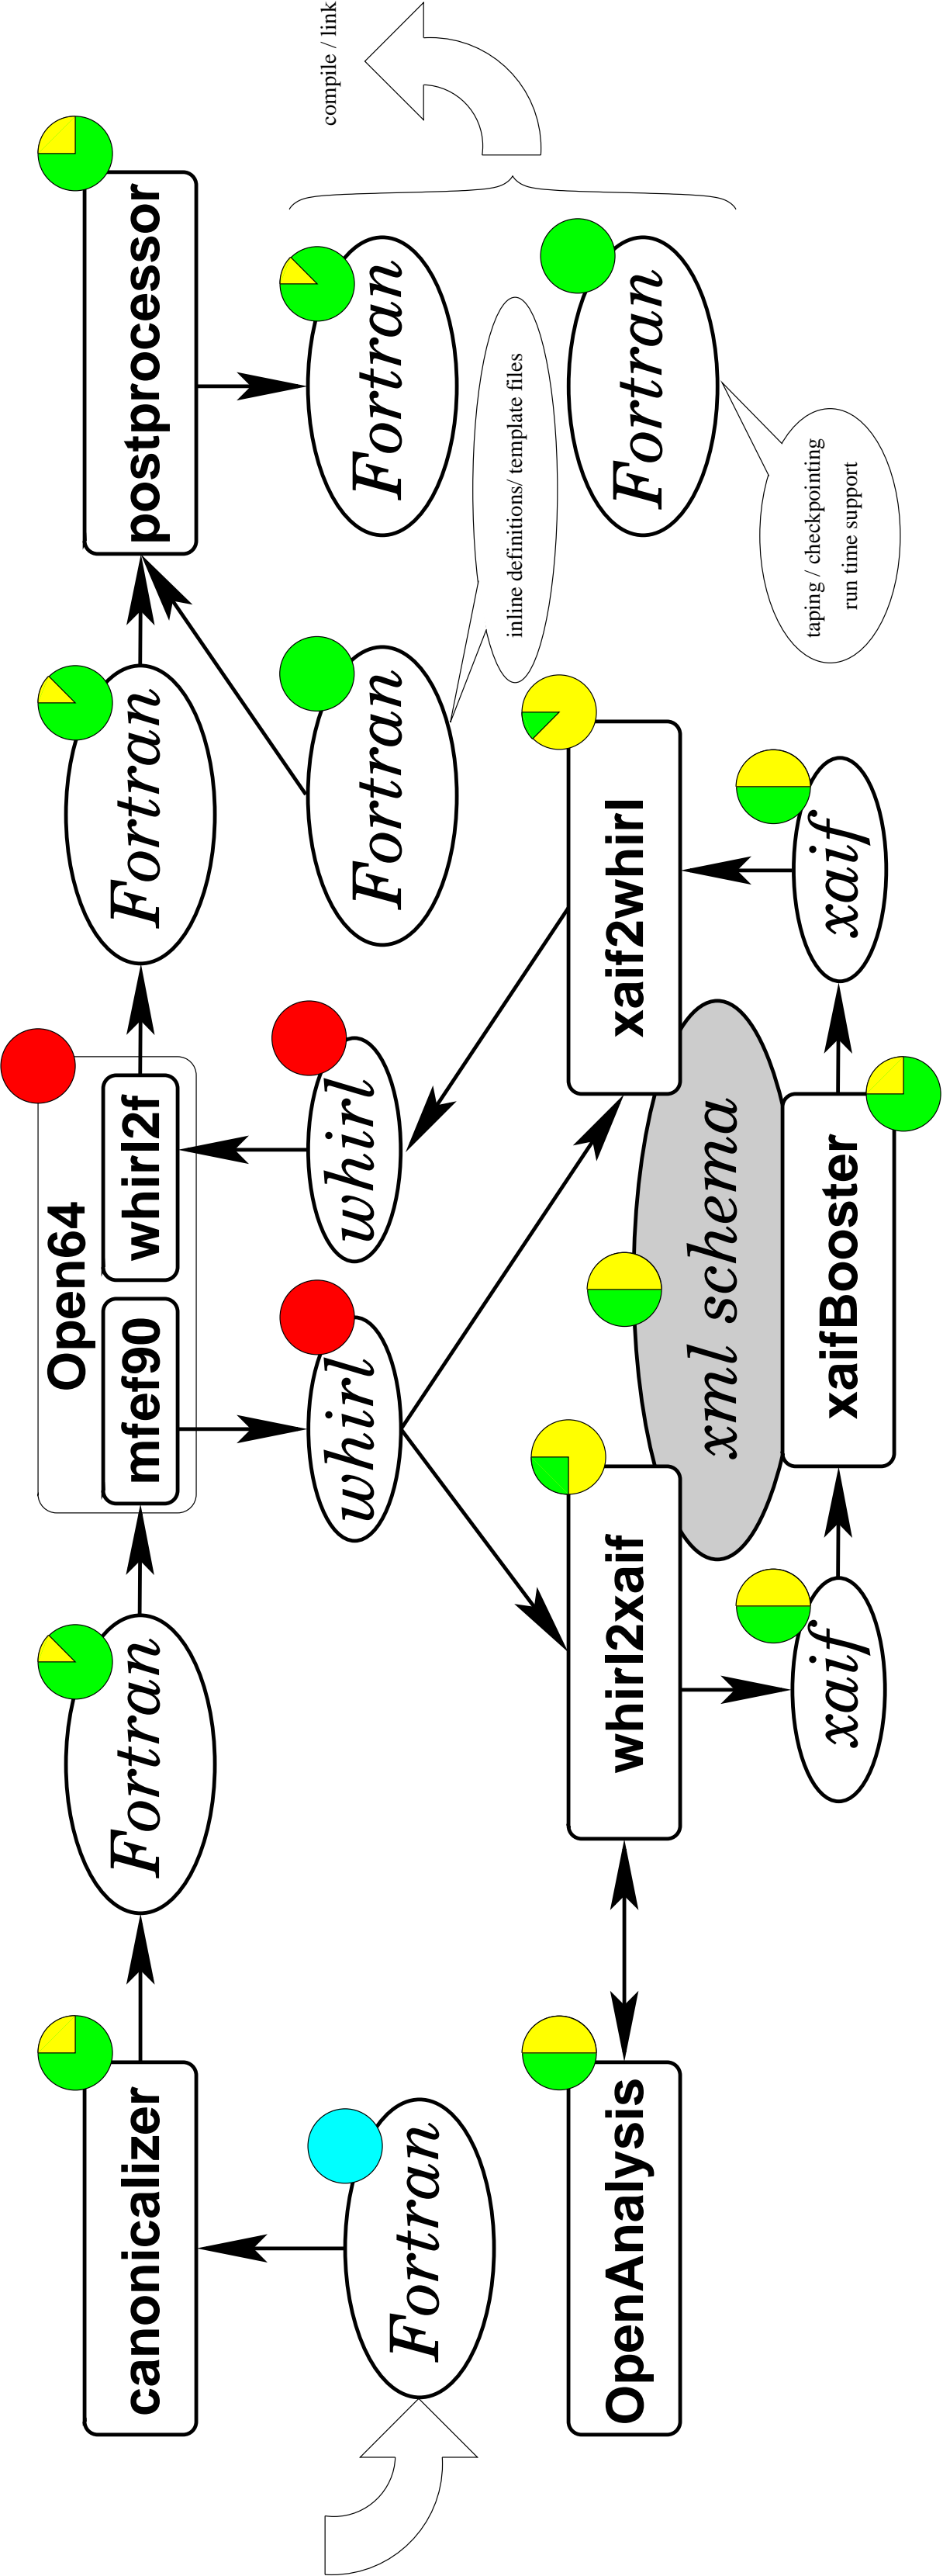 Open64
canonicalizer
Fortran
mfef90
whirl2f
Fortran
postprocessor
Fortran
whirl
whirl
Fortran
Fortran
compile / link
inline definitions/ template files
OpenAnalysis
whirl2xaif
xaif2whirl
Fortran
xml schema
taping / checkpointing
run time support
xaif
xaifBooster
xaif